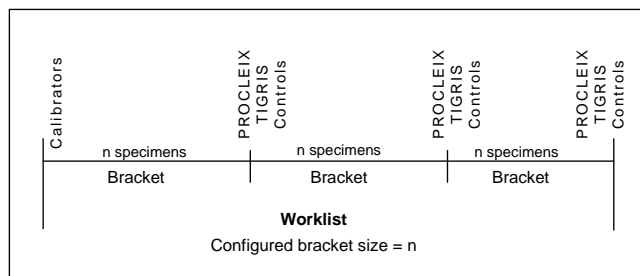 Calibrators
PROCLEIX
TIGRIS
Controls
PROCLEIX
TIGRIS
Controls
PROCLEIX
TIGRIS
Controls
n specimens
n specimens
n specimens
Bracket
Bracket
Bracket
Worklist
Configured bracket size = n